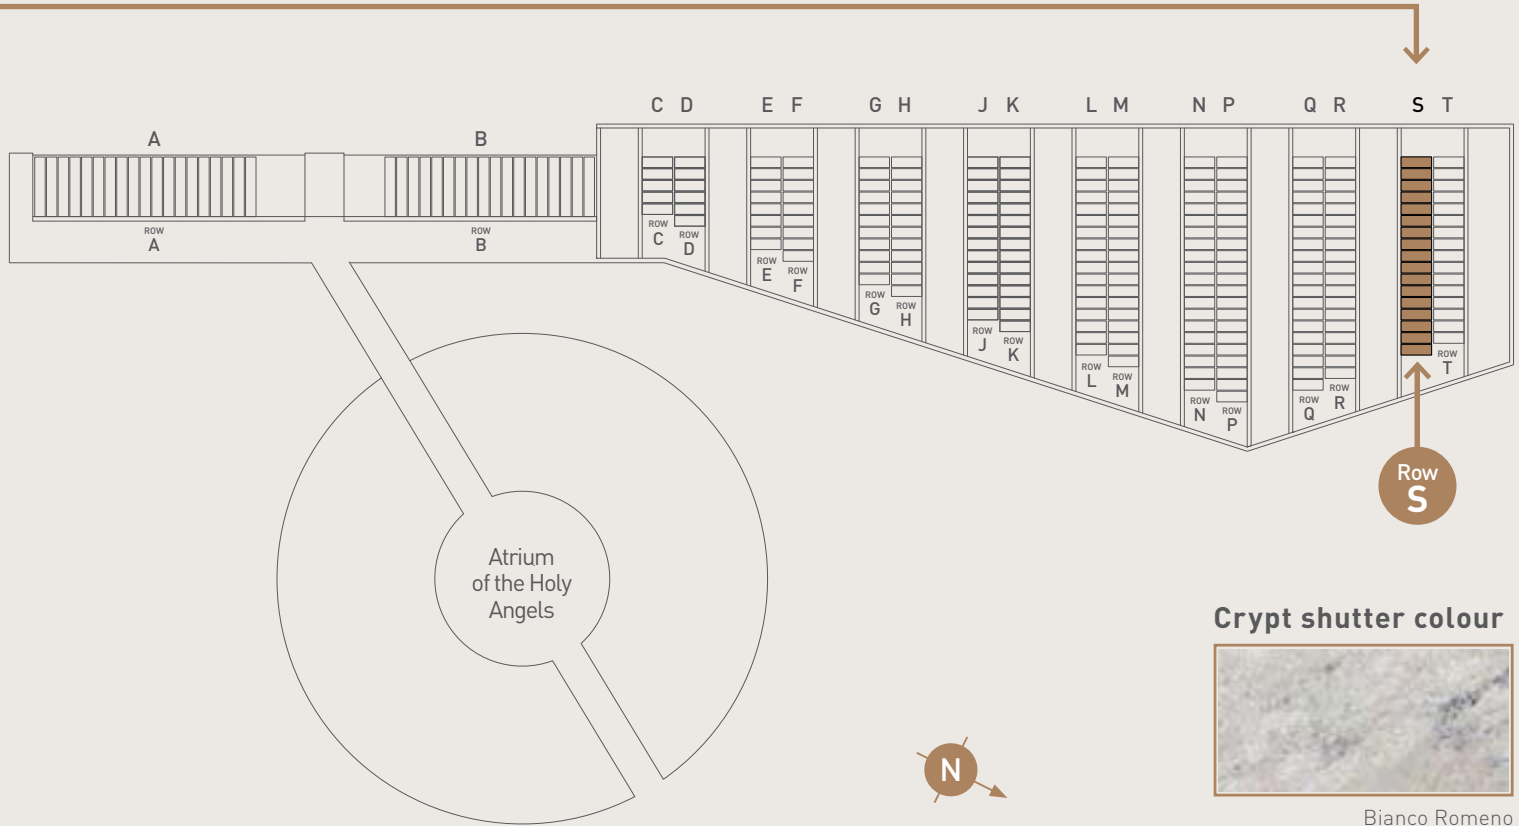 C D E F G H J K L M N P Q R S T
A B
ROW
A
ROW
B
ROW
C
ROW
D
ROW
E
ROW
F
ROW
G
ROW
H
ROW
J
ROW
K
ROW
L
ROW
M
ROW
N
ROW
P
ROW
Q
ROW
R
ROW
T
Row
S
Atrium
of the Holy
Angels
N
Crypt shutter colour
Bianco Romeno